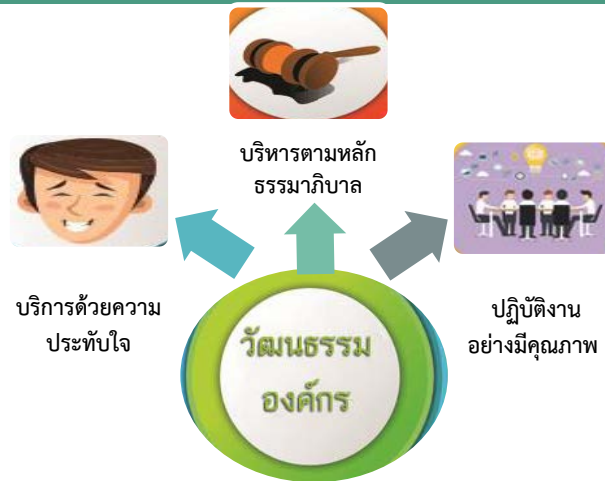 บริหารตามหลัก
ธรรมาภิบาล
บริการด้วยความ
ประทับใจ
ปฏิบัติงาน
อย่างมีคุณภาพ
วัฒนธรรม
องค์กร